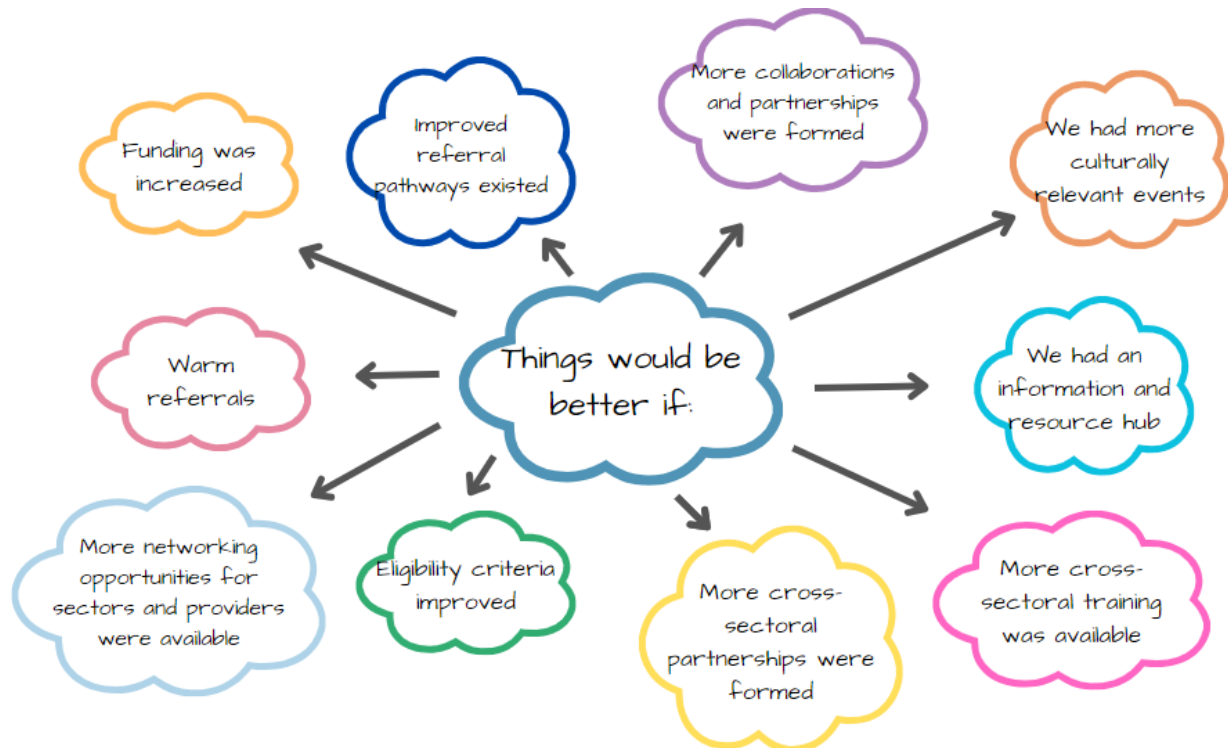 Funding was
increased
Improved
referral
pathways existed
More collaborations
and partnerships
were formed
We had more
culturally
relevant events
Warm
referrals
Things would be
better if:
We had an
information and
resource hub
More networking
opportunities for
sectors and providers
were available
Eligibility criteria
improved
More cross-
sectoral
partnerships were
formed
More cross-
sectoral training
was available